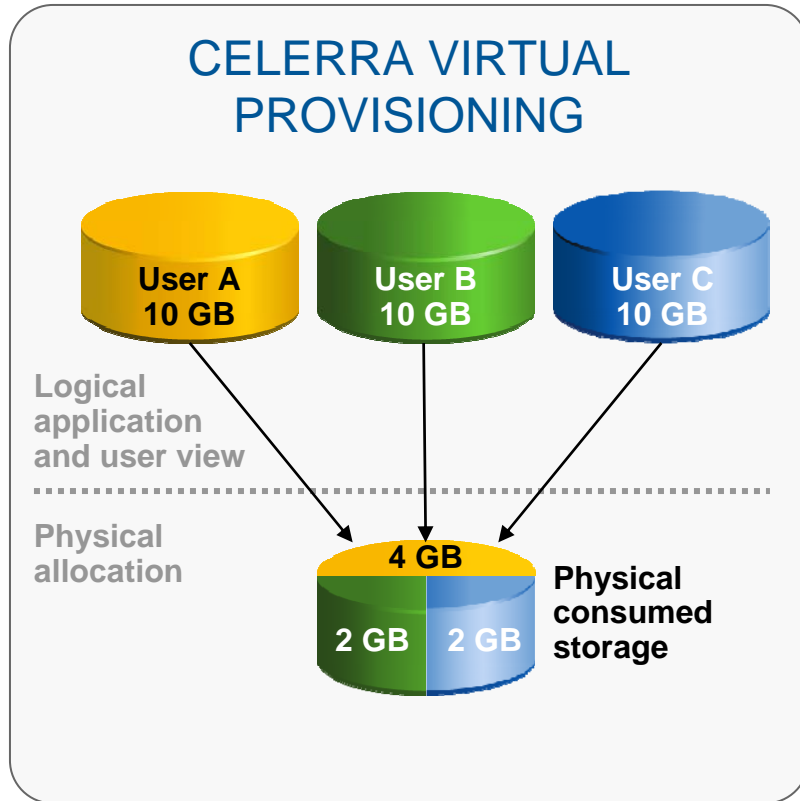 CELERRA VIRTUAL
PROVISIONING
User A
10 GB
User B
10 GB
User C
10 GB
Logical
application
and user view
Physical
allocation
4 GB
2 GB
2 GB
Physical
consumed
storage